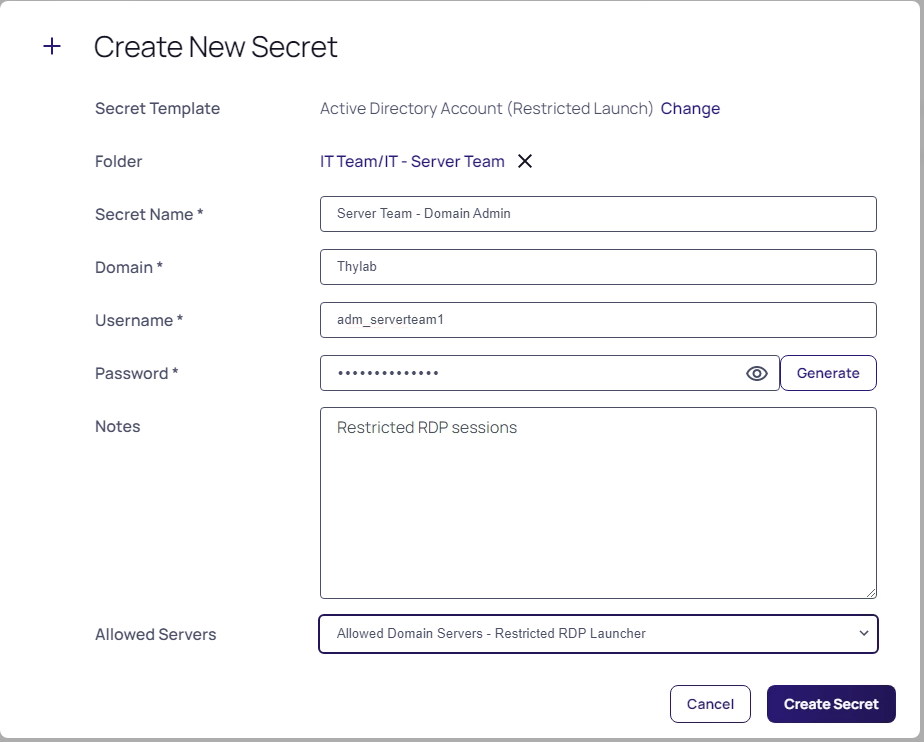 Create New Secret
Secret Template Active Directory Account (Restricted Launch) Change
Folder IT Team/IT - Server Team
Secret Name * Server Team - Domain Admin
Domain * Thylab
Username * adm_serverteam1
Password * •••••••••••••• Generate
Notes Restricted RDP sessions
Allowed Servers Allowed Domain Servers - Restricted RDP Launcher
Cancel Create Secret